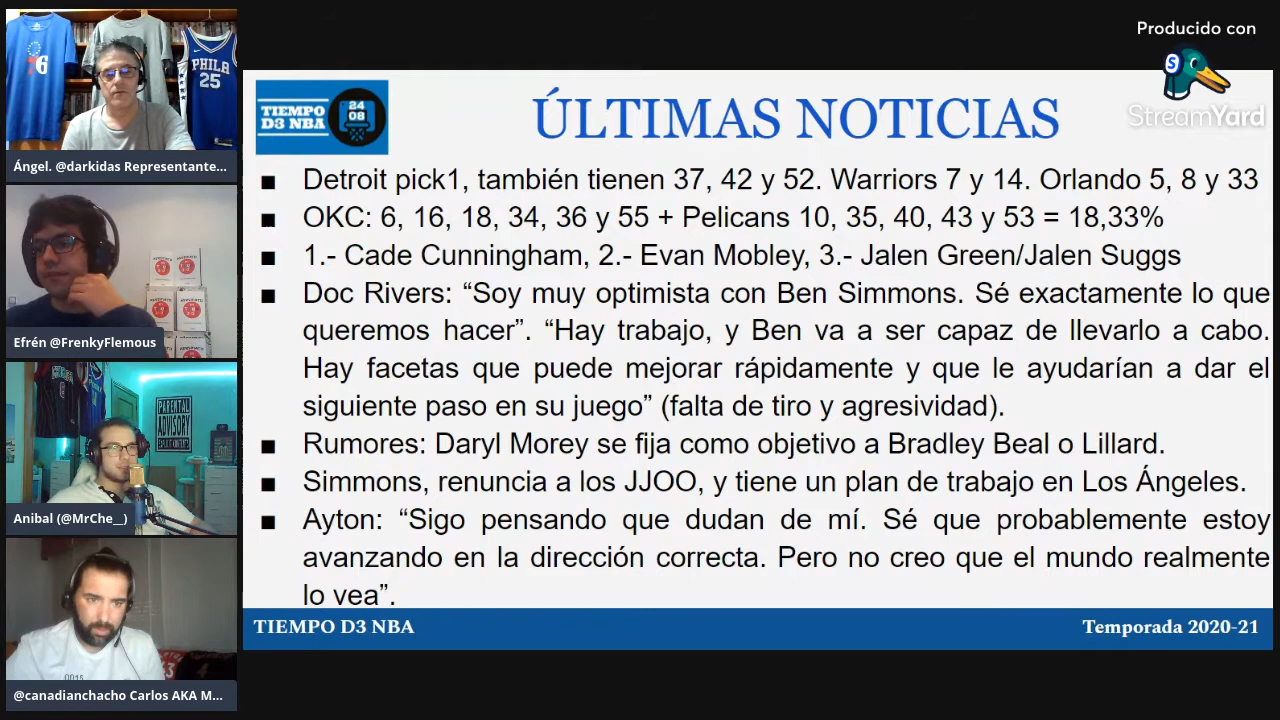 Producido con
StreamYard
76
PHILA
25
Ángel. @darkidas Representante...
Efrén @FrenkyFlemous
PARENTAL
ADVISORY
Anibal (@MrChe__)
@canadianchacho Carlos AKA M...
TIEMPO
D3 NBA
24
08
ÚLTIMAS NOTICIAS
■ Detroit pick1, también tienen 37, 42 y 52. Warriors 7 y 14. Orlando 5, 8 y 33
■ OKC: 6, 16, 18, 34, 36 y 55 + Pelicans 10, 35, 40, 43 y 53 = 18,33%
■ 1.- Cade Cunningham, 2.- Evan Mobley, 3.- Jalen Green/Jalen Suggs
■ Doc Rivers: “Soy muy optimista con Ben Simmons. Sé exactamente lo que
queremos hacer”. “Hay trabajo, y Ben va a ser capaz de llevarlo a cabo.
Hay facetas que puede mejorar rápidamente y que le ayudarían a dar el
siguiente paso en su juego” (falta de tiro y agresividad).
■ Rumores: Daryl Morey se fija como objetivo a Bradley Beal o Lillard.
■ Simmons, renuncia a los JJOO, y tiene un plan de trabajo en Los Ángeles.
■ Ayton: “Sigo pensando que dudan de mí. Sé que probablemente estoy
avanzando en la dirección correcta. Pero no creo que el mundo realmente
lo vea”.
TIEMPO D3 NBA
Temporada 2020-21